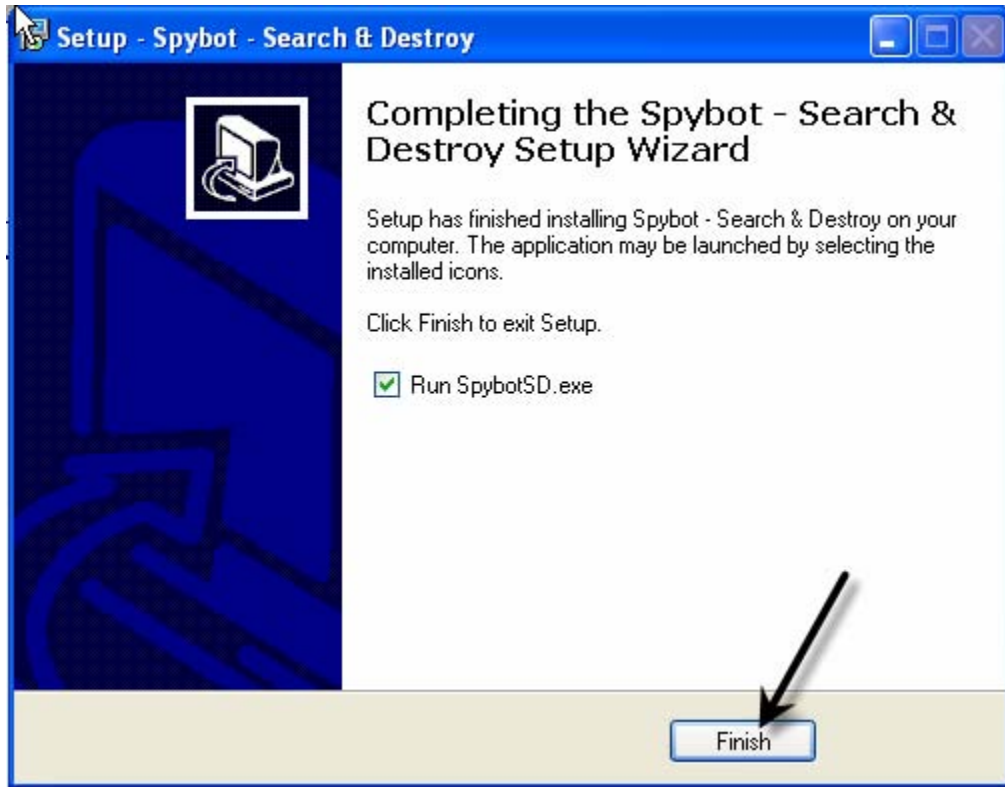 Setup - Spybot - Search & Destroy
Completing the Spybot - Search &
Destroy Setup Wizard
Setup has finished installing Spybot - Search & Destroy on your
computer. The application may be launched by selecting the
installed icons.
Click Finish to exit Setup.
Run SpybotSD.exe
Finish